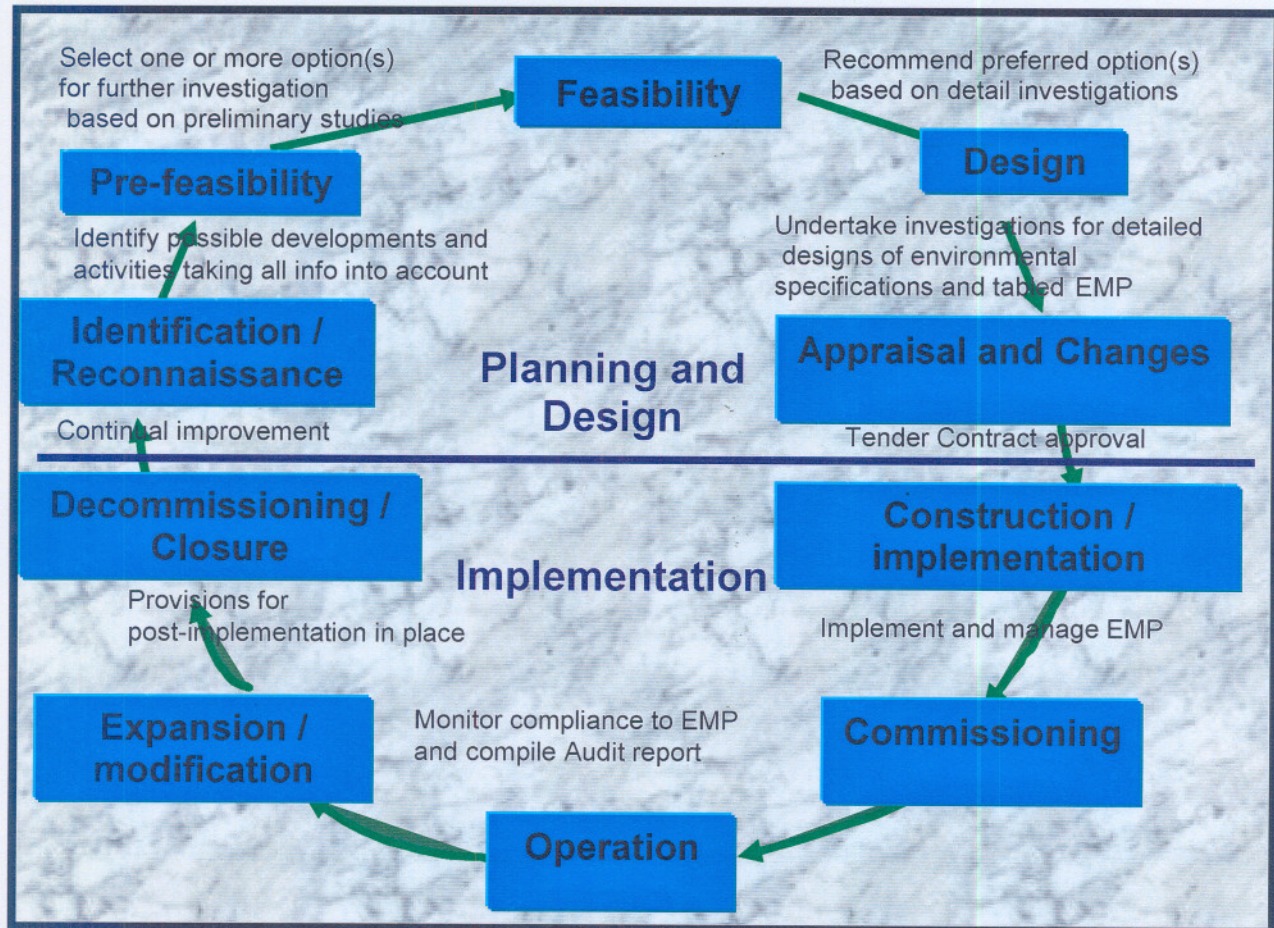 Select one or more option(s)
for further investigation
based on preliminary studies
Feasibility
Recommend preferred option(s)
based on detail investigations
Pre-feasibility
Design
Identify possible developments and
activities taking all info into account
Undertake investigations for detailed
designs of environmental
specifications and tabled EMP
Identification /
Reconnaissance
Planning and
Design
Appraisal and Changes
Continual improvement
Tender Contract approval
Decommissioning /
Closure
Implementation
Construction /
implementation
Provisions for
post-implementation in place
Implement and manage EMP
Expansion /
modification
Monitor compliance to EMP
and compile Audit report
Commissioning
Operation